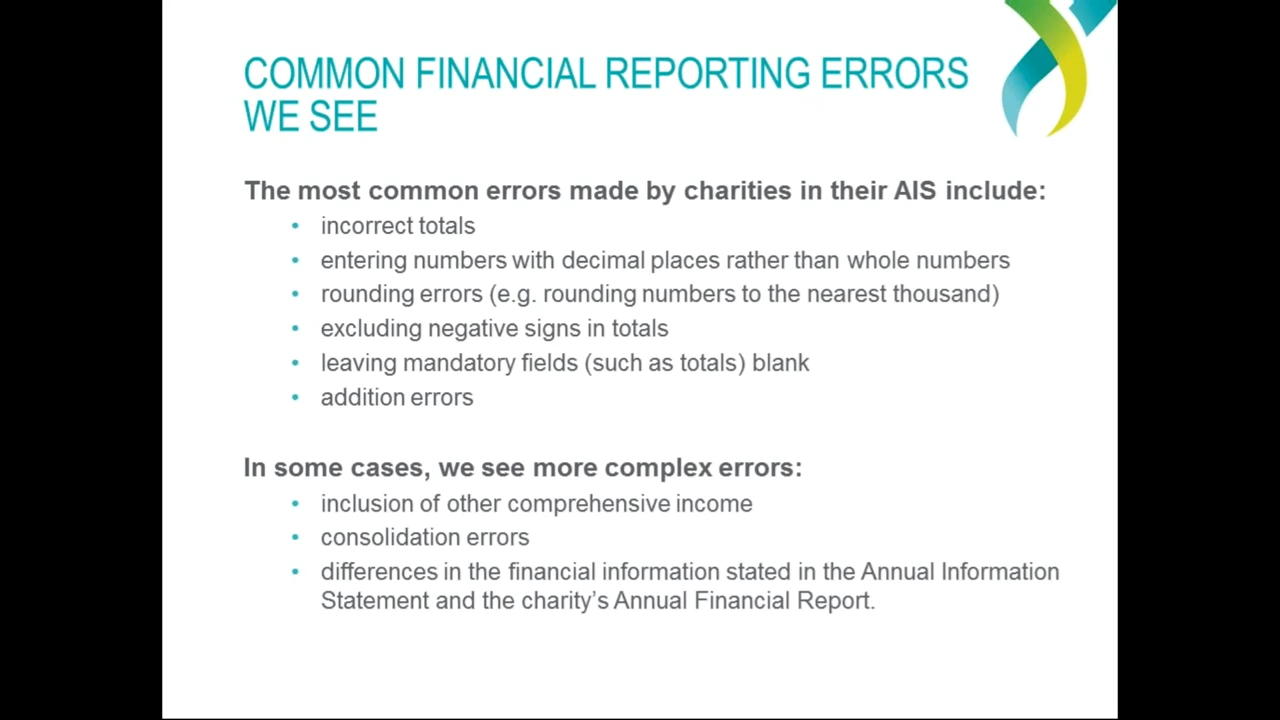 COMMON FINANCIAL REPORTING ERRORS
WE SEE
The most common errors made by charities in their AIS include:
• incorrect totals
• entering numbers with decimal places rather than whole numbers
• rounding errors (e.g. rounding numbers to the nearest thousand)
• excluding negative signs in totals
• leaving mandatory fields (such as totals) blank
• addition errors
In some cases, we see more complex errors:
• inclusion of other comprehensive income
• consolidation errors
• differences in the financial information stated in the Annual Information
Statement and the charity’s Annual Financial Report.